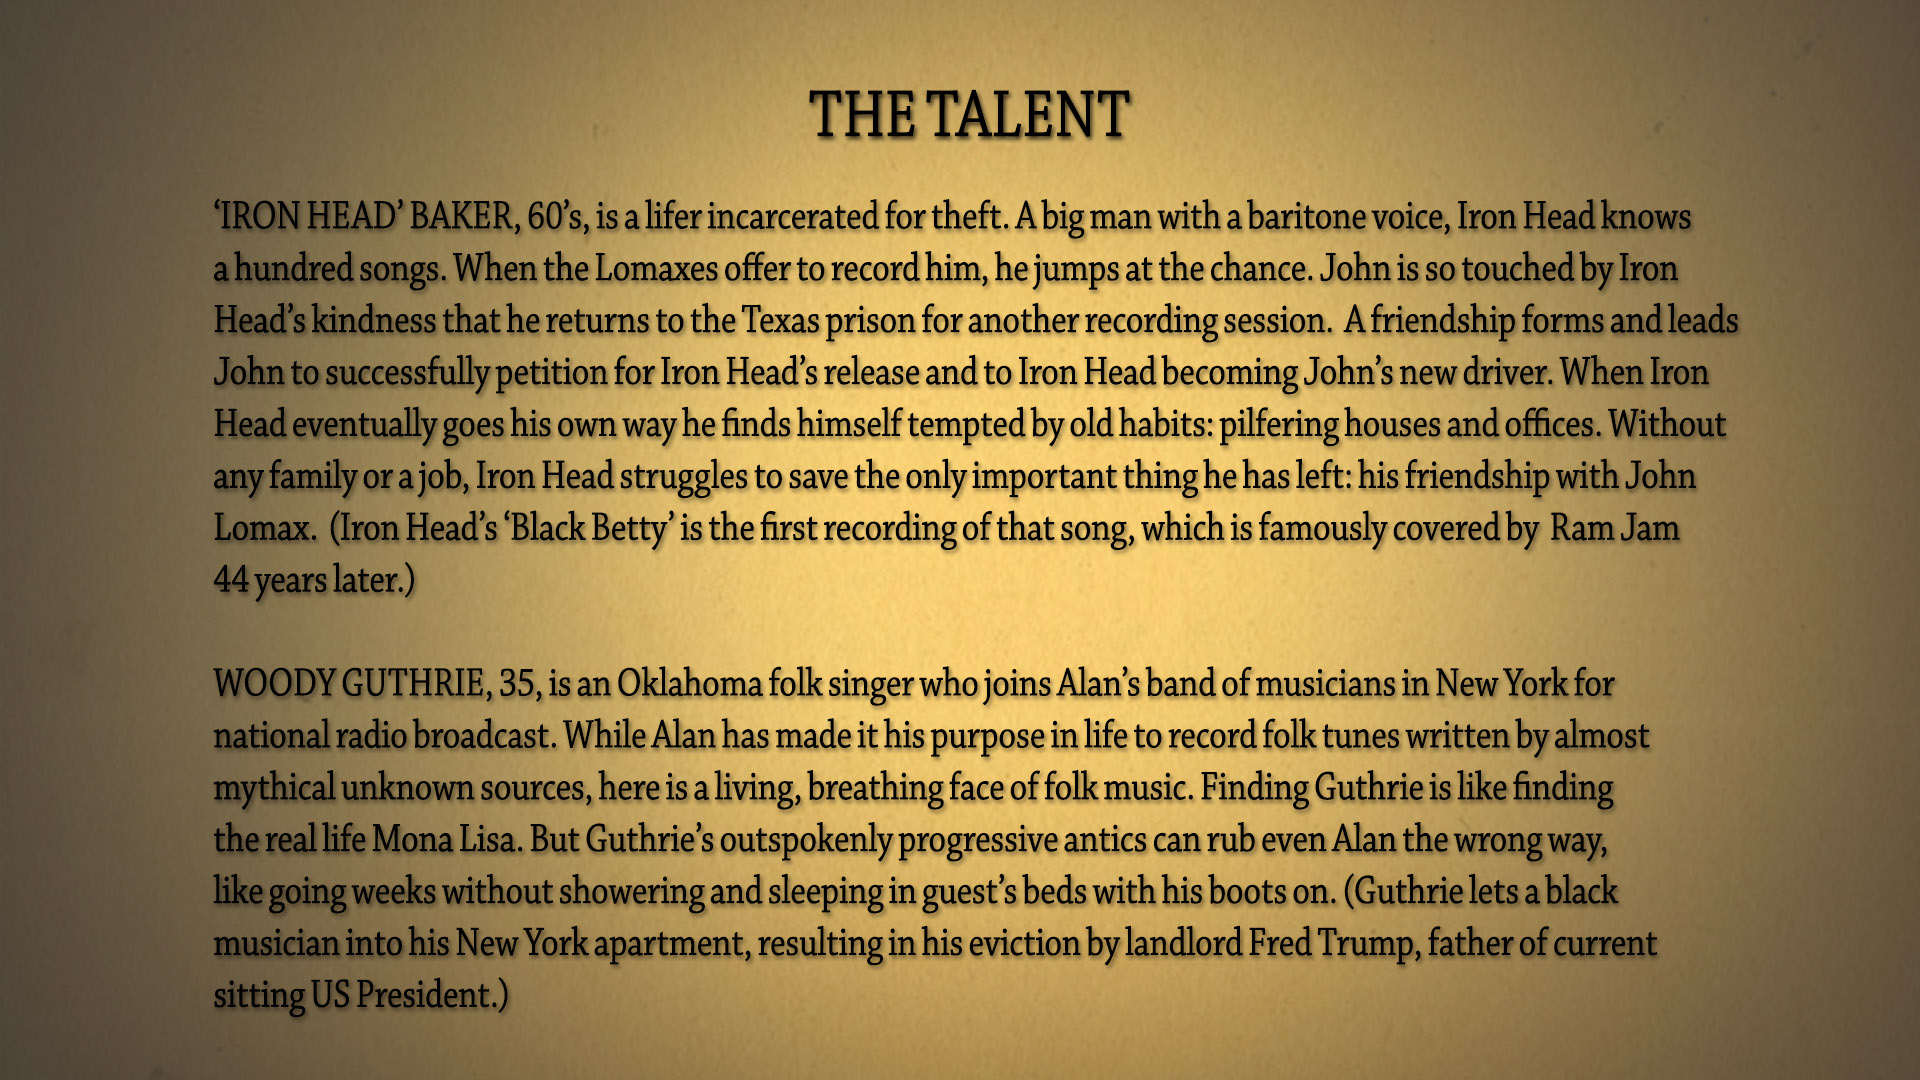 THE TALENT
‘IRON HEAD’ BAKER, 60’s, is a lifer incarcerated for theft. A big man with a baritone voice, Iron Head knows
a hundred songs. When the Lomaxes offer to record him, he jumps at the chance. John is so touched by Iron
Head’s kindness that he returns to the Texas prison for another recording session.  A friendship forms and leads
John to successfully petition for Iron Head’s release and to Iron Head becoming John’s new driver. When Iron
Head eventually goes his own way he finds himself tempted by old habits: pilfering houses and offices. Without
any family or a job, Iron Head struggles to save the only important thing he has left: his friendship with John
Lomax.  (Iron Head’s ‘Black Betty’ is the first recording of that song, which is famously covered by  Ram Jam
44 years later.)
WOODY GUTHRIE, 35, is an Oklahoma folk singer who joins Alan’s band of musicians in New York for
national radio broadcast. While Alan has made it his purpose in life to record folk tunes written by almost
mythical unknown sources, here is a living, breathing face of folk music. Finding Guthrie is like finding
the real life Mona Lisa. But Guthrie’s outspokenly progressive antics can rub even Alan the wrong way,
like going weeks without showering and sleeping in guest’s beds with his boots on. (Guthrie lets a black
musician into his New York apartment, resulting in his eviction by landlord Fred Trump, father of current
sitting US President.)